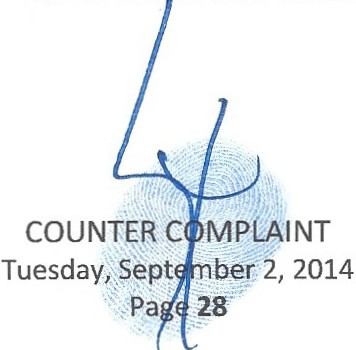 COUNTER COMPLAINT
Tuesday, September 2, 2014
Page 28